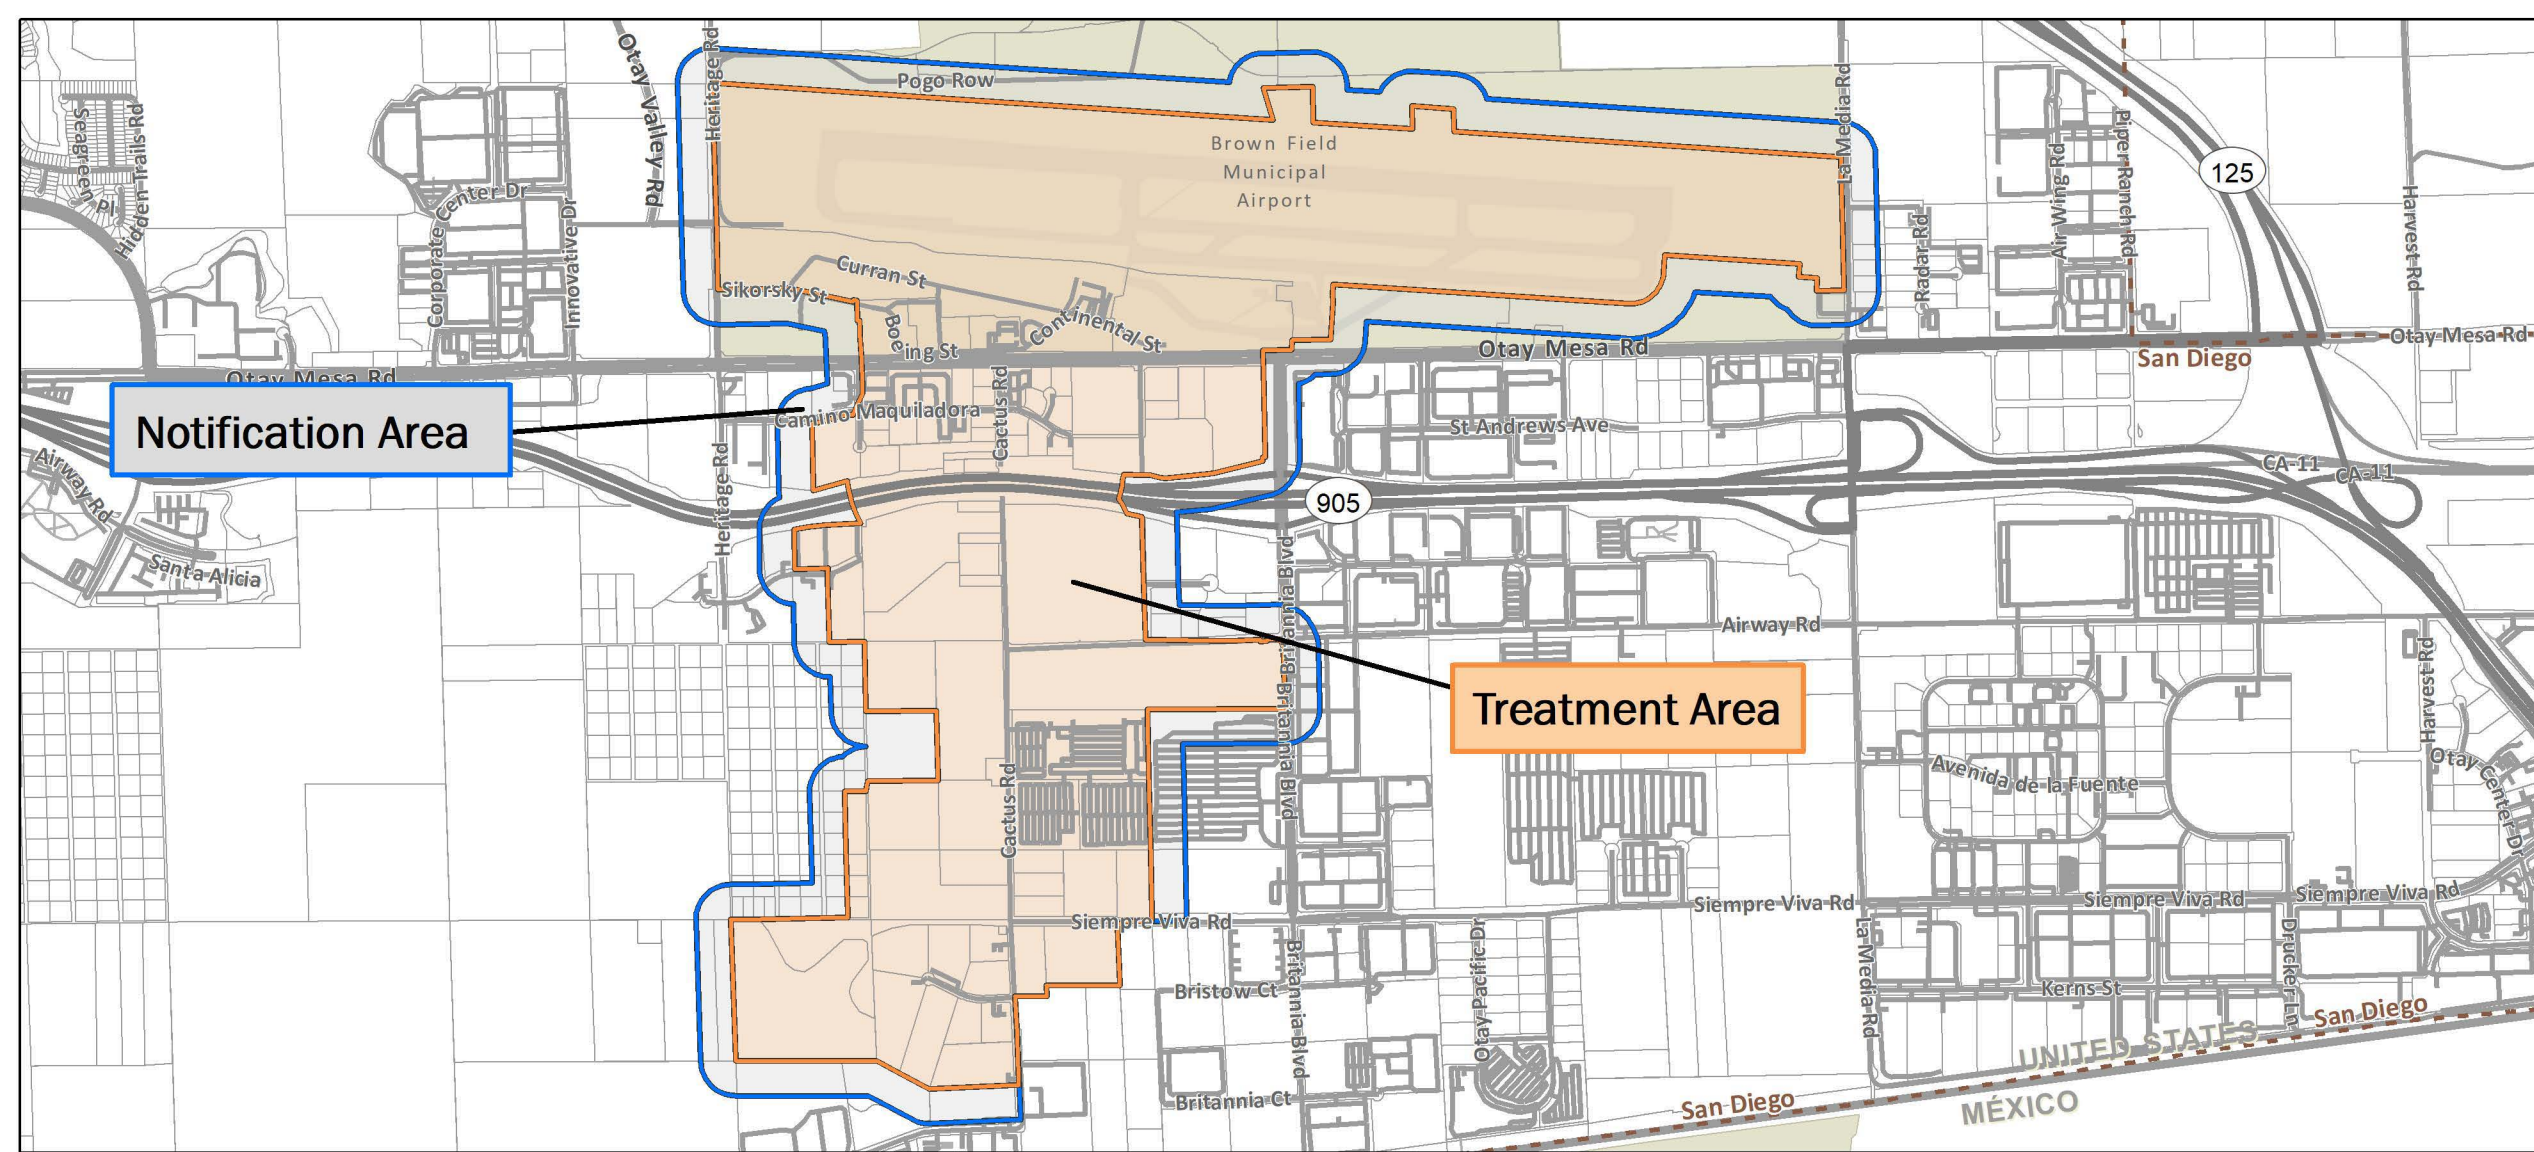 Otay Valley Rd
Heritage Rd
Pogo Row
Brown Field
Municipal
Airport
La Media Rd
Seagreen Pl
Hidden Trails Rd
Corporate Center Dr
Innovative Dr
Air Wing Rd
Piper Ranch Rd
125
Harvest Rd
Radar Rd
Curran St
Sikorsky St
Boeing St
Continental St
Otay Mesa Rd
Otay Mesa Rd
San Diego
Otay Mesa Rd
Notification Area
Camino Maquiladora
Cactus Rd
St Andrews Ave
Airway Rd
Heritage Rd
905
CA-11
CA-11
Santa Alicia
Britannia Blvd
Airway Rd
Treatment Area
Britannia Blvd
Harvest Rd
Cactus Rd
Avenida de la Fuente
Otay Center Dr
Siempre Viva Rd
Siempre Viva Rd
Siempre Viva Rd
Siempre Viva Rd
Bristow Ct
Britannia Blvd
Otay Pacific Dr
La Media Rd
Kerns St
Drucker Ln
San Diego
UNITED STATES
MÉXICO
San Diego
Britannia Ct